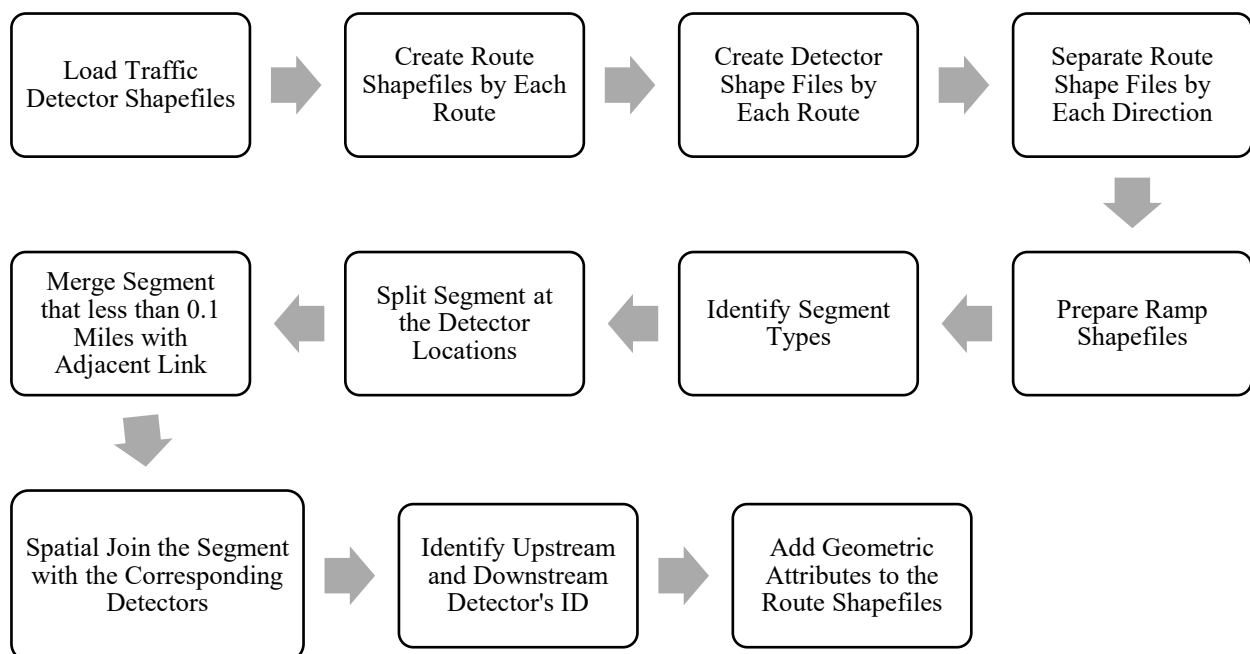 Load Traffic
Detector Shapefiles
Create Route
Shapefiles by Each
Route
Create Detector
Shape Files by
Each Route
Separate Route
Shape Files by
Each Direction
Prepare Ramp
Shapefiles
Identify Segment
Types
Split Segment at
the Detector
Locations
Merge Segment
that less than 0.1
Miles with
Adjacent Link
Spatial Join the Segment
with the Corresponding
Detectors
Identify Upstream
and Downstream
Detector's ID
Add Geometric
Attributes to the
Route Shapefiles